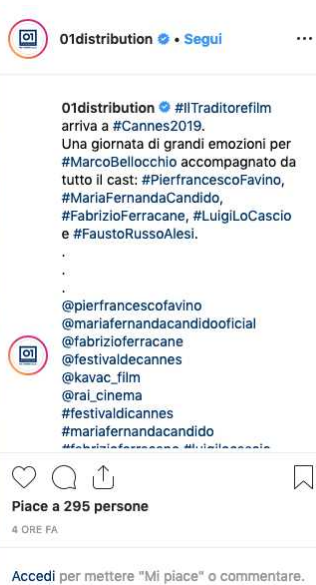 01distribution • Segui
01distribution #IlTraditorefilm
arriva a #Cannes2019.
Una giornata di grandi emozioni per
#MarcoBellocchio accompagnato da
tutto il cast: #PierfrancescoFavino,
#MariaFernandaCandido,
#FabrizioFerracane, #LuigiLoCascio
e #FaustoRussoAlesi.
.
.
.
@pierfrancescofavino
@mariafernandacandidooficial
@fabrizioferracane
@festivaldecannes
@kavac_film
@rai_cinema
#festivaldicannes
#mariafernandacandido
#fabrizioferracane #luigilocascio
Piace a 295 persone
4 ORE FA
Accedi per mettere "Mi piace" o commentare.